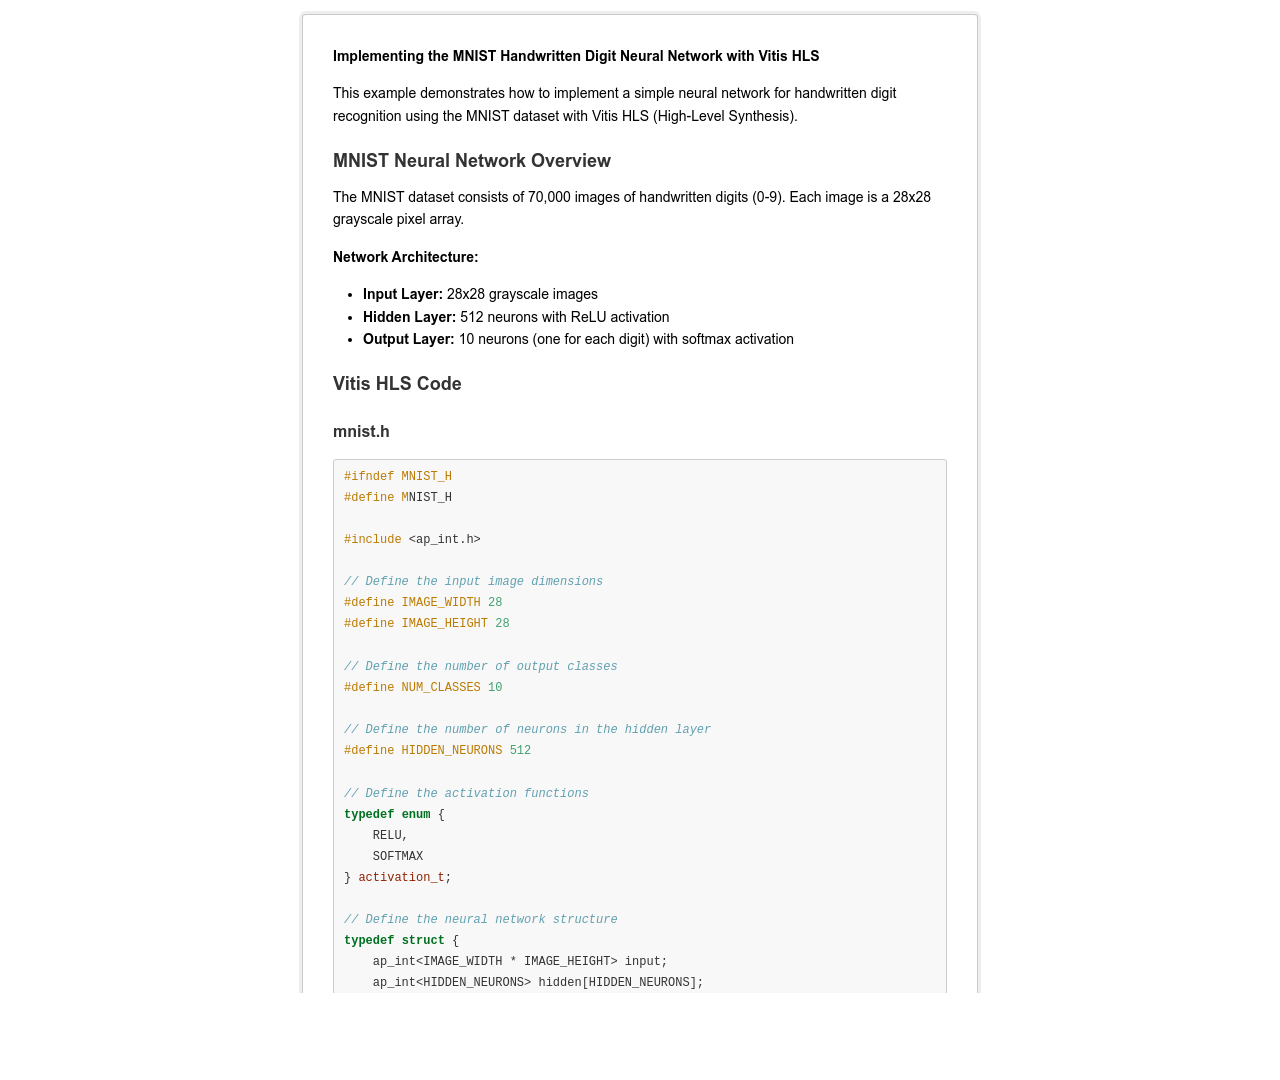 Implementing the MNIST Handwritten Digit Neural Network with Vitis HLS
This example demonstrates how to implement a simple neural network for handwritten digit
recognition using the MNIST dataset with Vitis HLS (High-Level Synthesis).
MNIST Neural Network Overview
The MNIST dataset consists of 70,000 images of handwritten digits (0-9). Each image is a 28x28
grayscale pixel array.
Network Architecture:
• Input Layer: 28x28 grayscale images
• Hidden Layer: 512 neurons with ReLU activation
• Output Layer: 10 neurons (one for each digit) with softmax activation
Vitis HLS Code
mnist.h
#ifndef MNIST_H
#define MNIST_H
#include <ap_int.h>
// Define the input image dimensions
#define IMAGE_WIDTH 28
#define IMAGE_HEIGHT 28
// Define the number of output classes
#define NUM_CLASSES 10
// Define the number of neurons in the hidden layer
#define HIDDEN_NEURONS 512
// Define the activation functions
typedef enum {
    RELU,
    SOFTMAX
} activation_t;
// Define the neural network structure
typedef struct {
    ap_int<IMAGE_WIDTH * IMAGE_HEIGHT> input;
    ap_int<HIDDEN_NEURONS> hidden[HIDDEN_NEURONS];